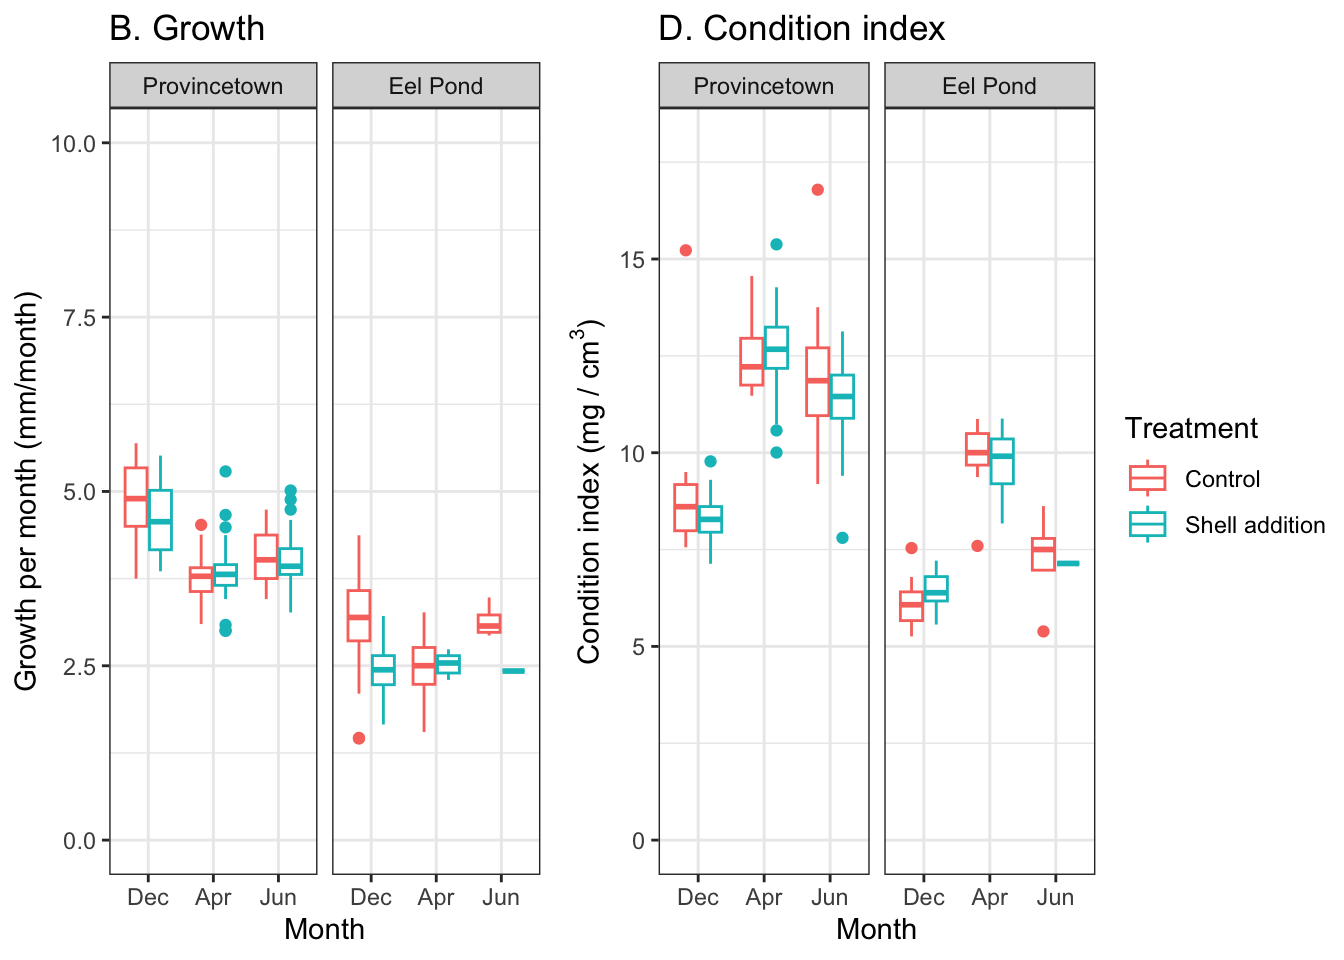 B. Growth
Provincetown
Eel Pond
Growth per month (mm/month)
10.0
7.5
5.0
2.5
0.0
Dec
Apr
Jun
Dec
Apr
Jun
Month
D. Condition index
Provincetown
Eel Pond
Condition index (mg / cm³)
15
10
5
0
Dec
Apr
Jun
Dec
Apr
Jun
Month
Treatment
Control
Shell addition